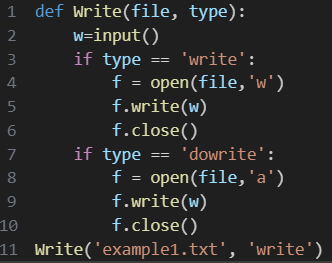 1 def Write(file, type):
2     w=input()
3     if type == 'write':
4         f = open(file,'w')
5         f.write(w)
6         f.close()
7     if type == 'dowrite':
8         f = open(file,'a')
9         f.write(w)
10         f.close()
11 Write('example1.txt', 'write')